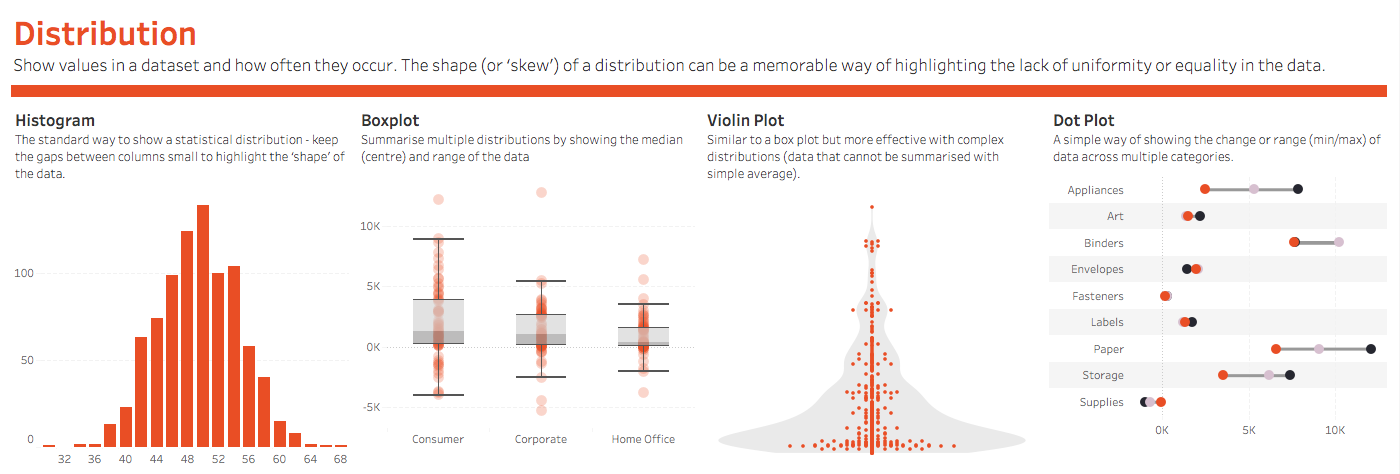 Distribution
Show values in a dataset and how often they occur. The shape (or ‘skew’) of a distribution can be a memorable way of highlighting the lack of uniformity or equality in the data.
Histogram
The standard way to show a statistical distribution - keep
the gaps between columns small to highlight the ‘shape’ of
the data.
100
50
0
32 36 40 44 48 52 56 60 64 68
Boxplot
Summarise multiple distributions by showing the median
(centre) and range of the data
10K
5K
0K
-5K
Consumer Corporate Home Office
Violin Plot
Similar to a box plot but more effective with complex
distributions (data that cannot be summarised with
simple average).
Dot Plot
A simple way of showing the change or range (min/max) of
data across multiple categories.
Appliances
Art
Binders
Envelopes
Fasteners
Labels
Paper
Storage
Supplies
0K 5K 10K